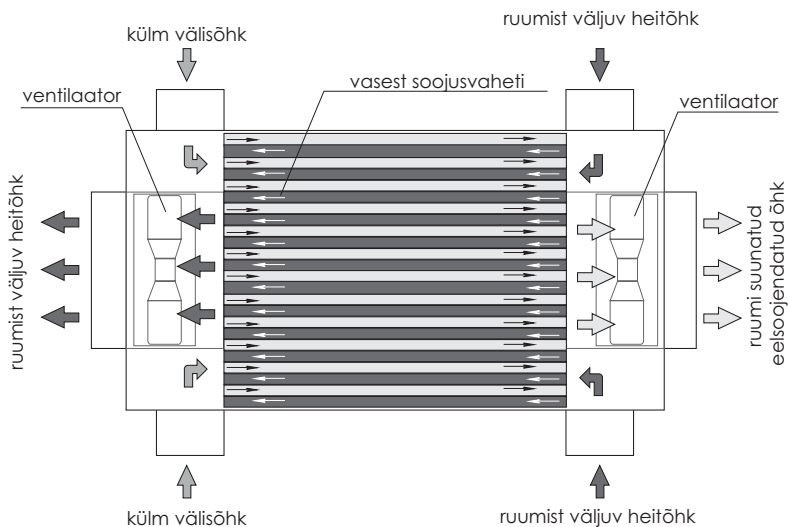 külm välisõhk
ruumist väljuv heitõhk
ventilaator
vasest soojusvaheti
ventilaator
ruumist väljuv heitõhk
ruumi suunatud
eelsoojendatud õhk
külm välisõhk
ruumist väljuv heitõhk